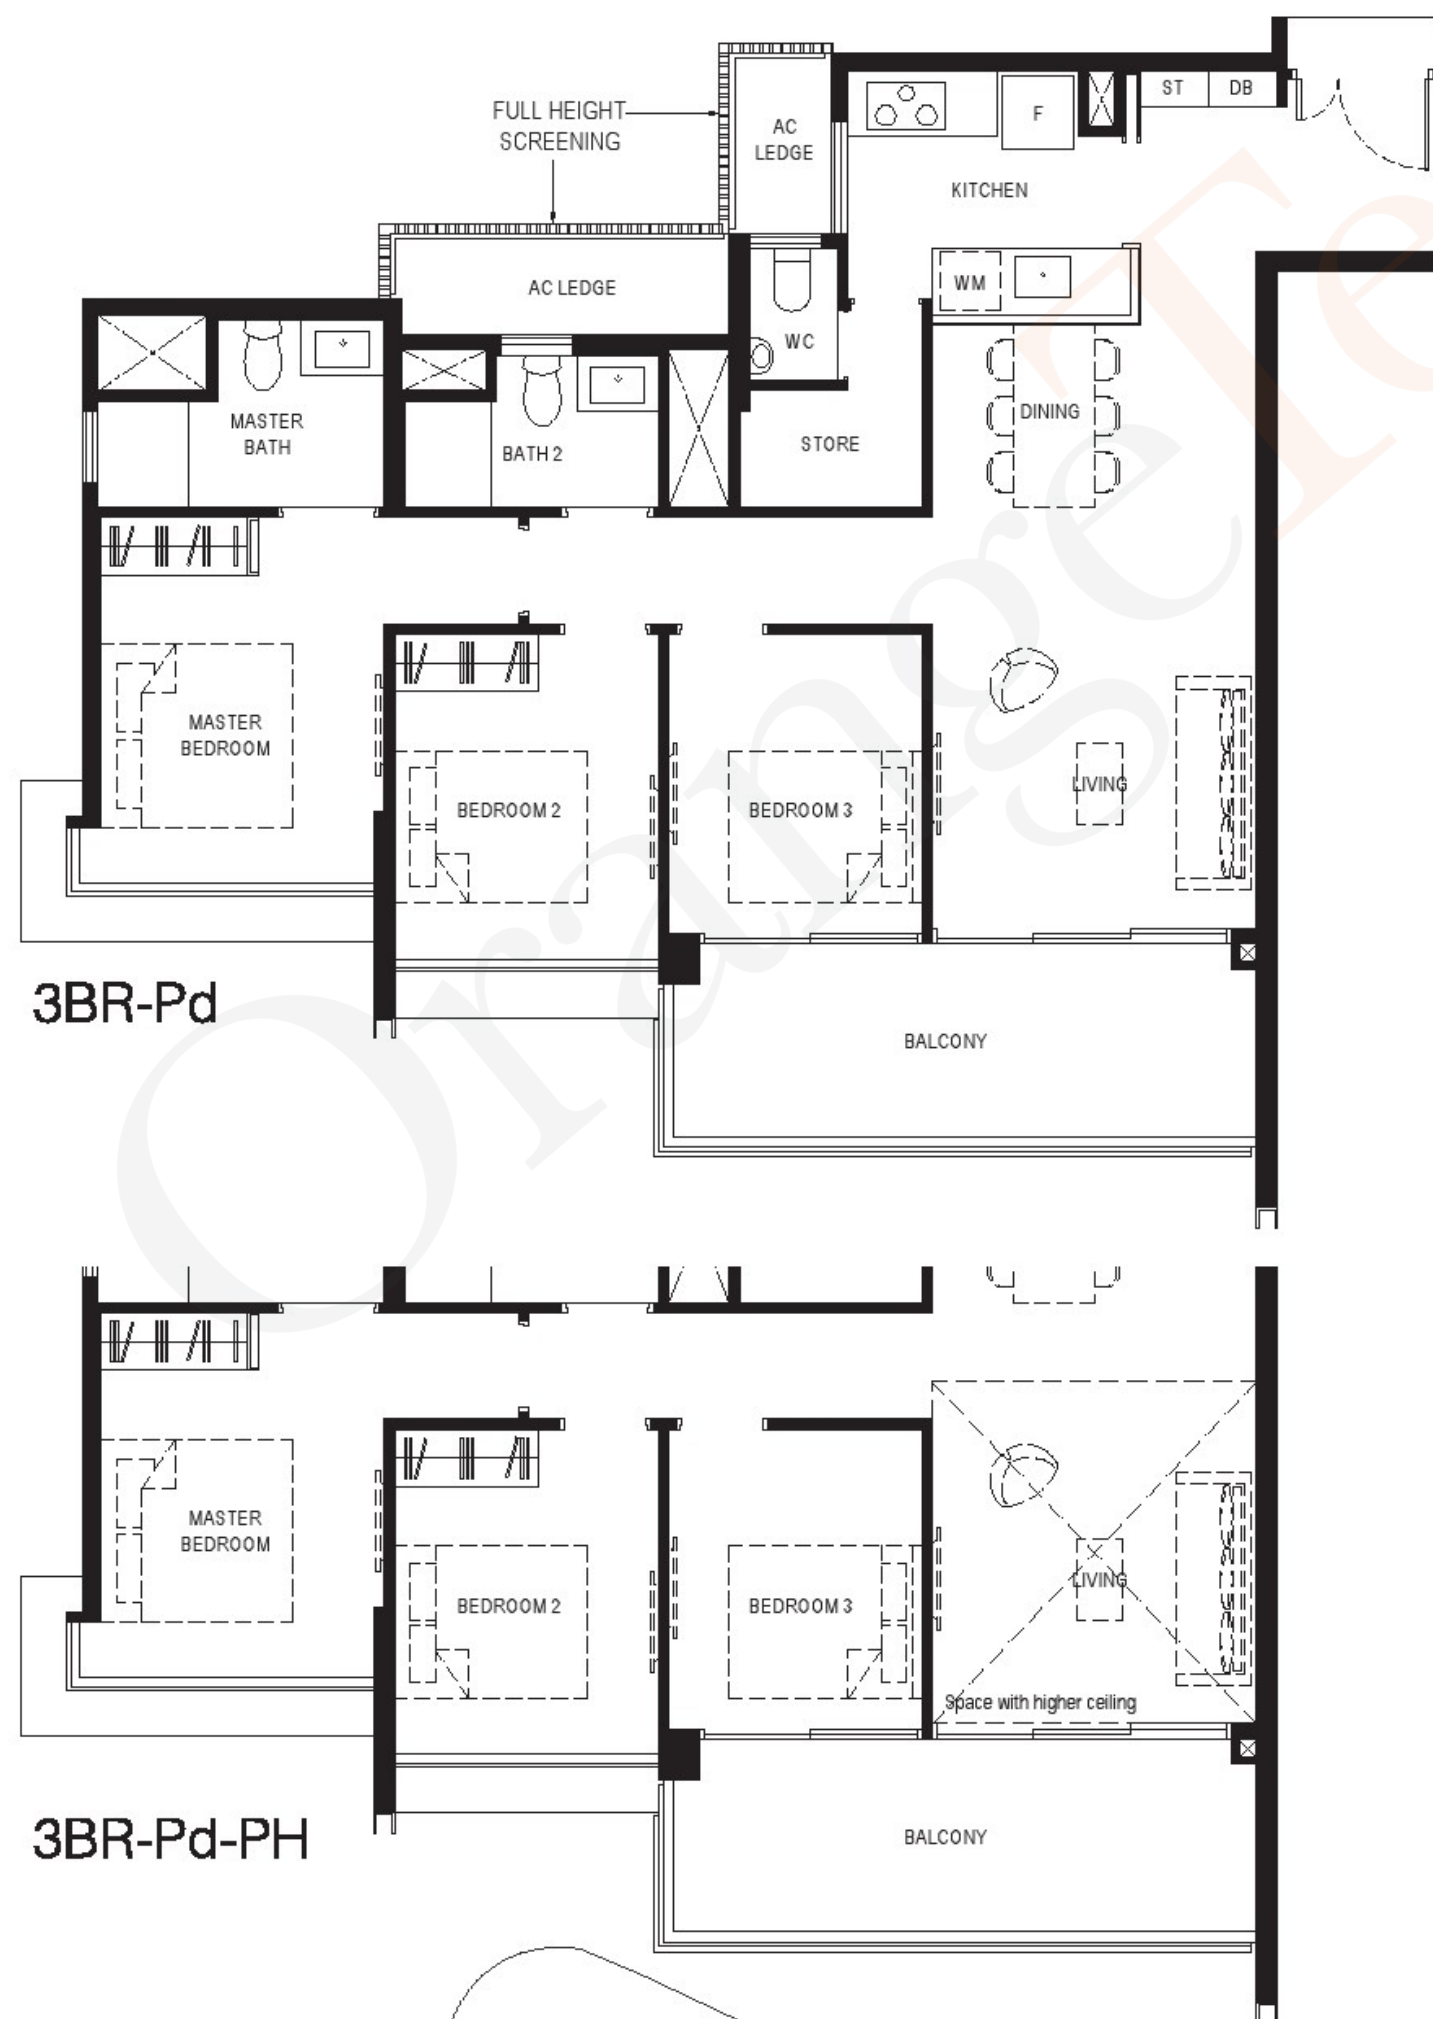 FULL HEIGHT
SCREENING
AC
LEDGE
ST
DB
F
KITCHEN
AC LEDGE
WM
WC
MASTER
BATH
BATH 2
STORE
DINING
MASTER
BEDROOM
BEDROOM 2
BEDROOM 3
LIVING
3BR-Pd
BALCONY
MASTER
BEDROOM
BEDROOM 2
BEDROOM 3
LIVING
Space with higher ceiling
3BR-Pd-PH
BALCONY
OrangeTe